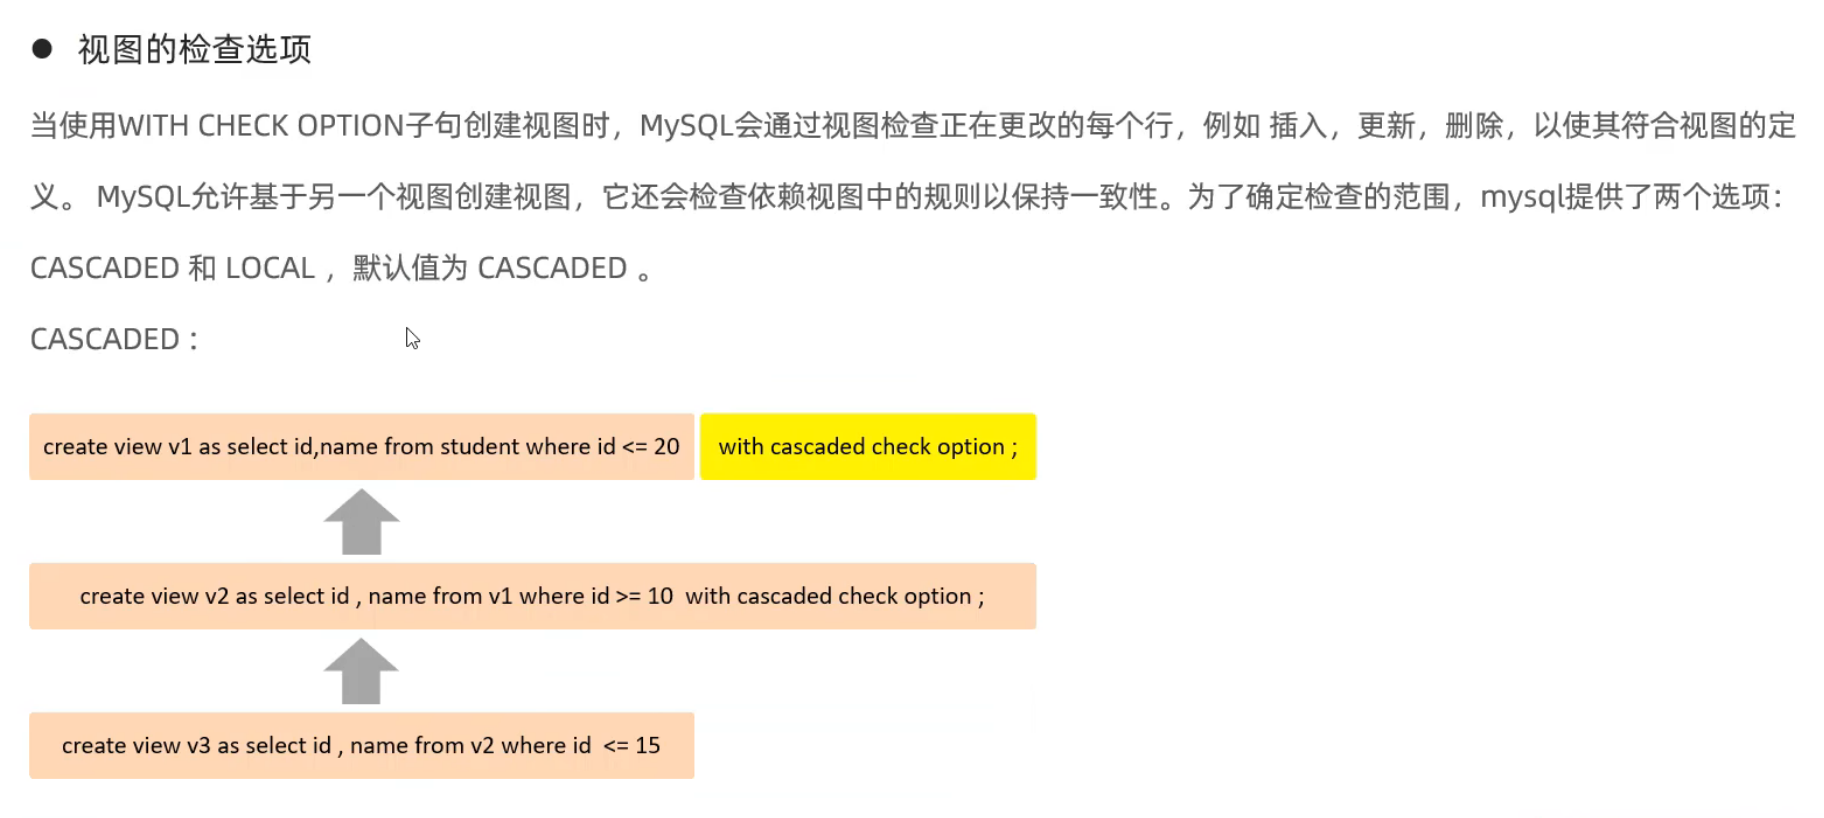 ● 视图的检查选项
当使用WITH CHECK OPTION子句创建视图时，MySQL会通过视图检查正在更改的每个行，例如 插入，更新，删除，以使其符合视图的定
义。 MySQL允许基于另一个视图创建视图，它还会检查依赖视图中的规则以保持一致性。为了确定检查的范围，mysql提供了两个选项：
CASCADED 和 LOCAL ，默认值为 CASCADED 。
CASCADED :
create view v1 as select id,name from student where id <= 20 with cascaded check option ;
create view v2 as select id , name from v1 where id >= 10  with cascaded check option ;
create view v3 as select id , name from v2 where id  <= 15